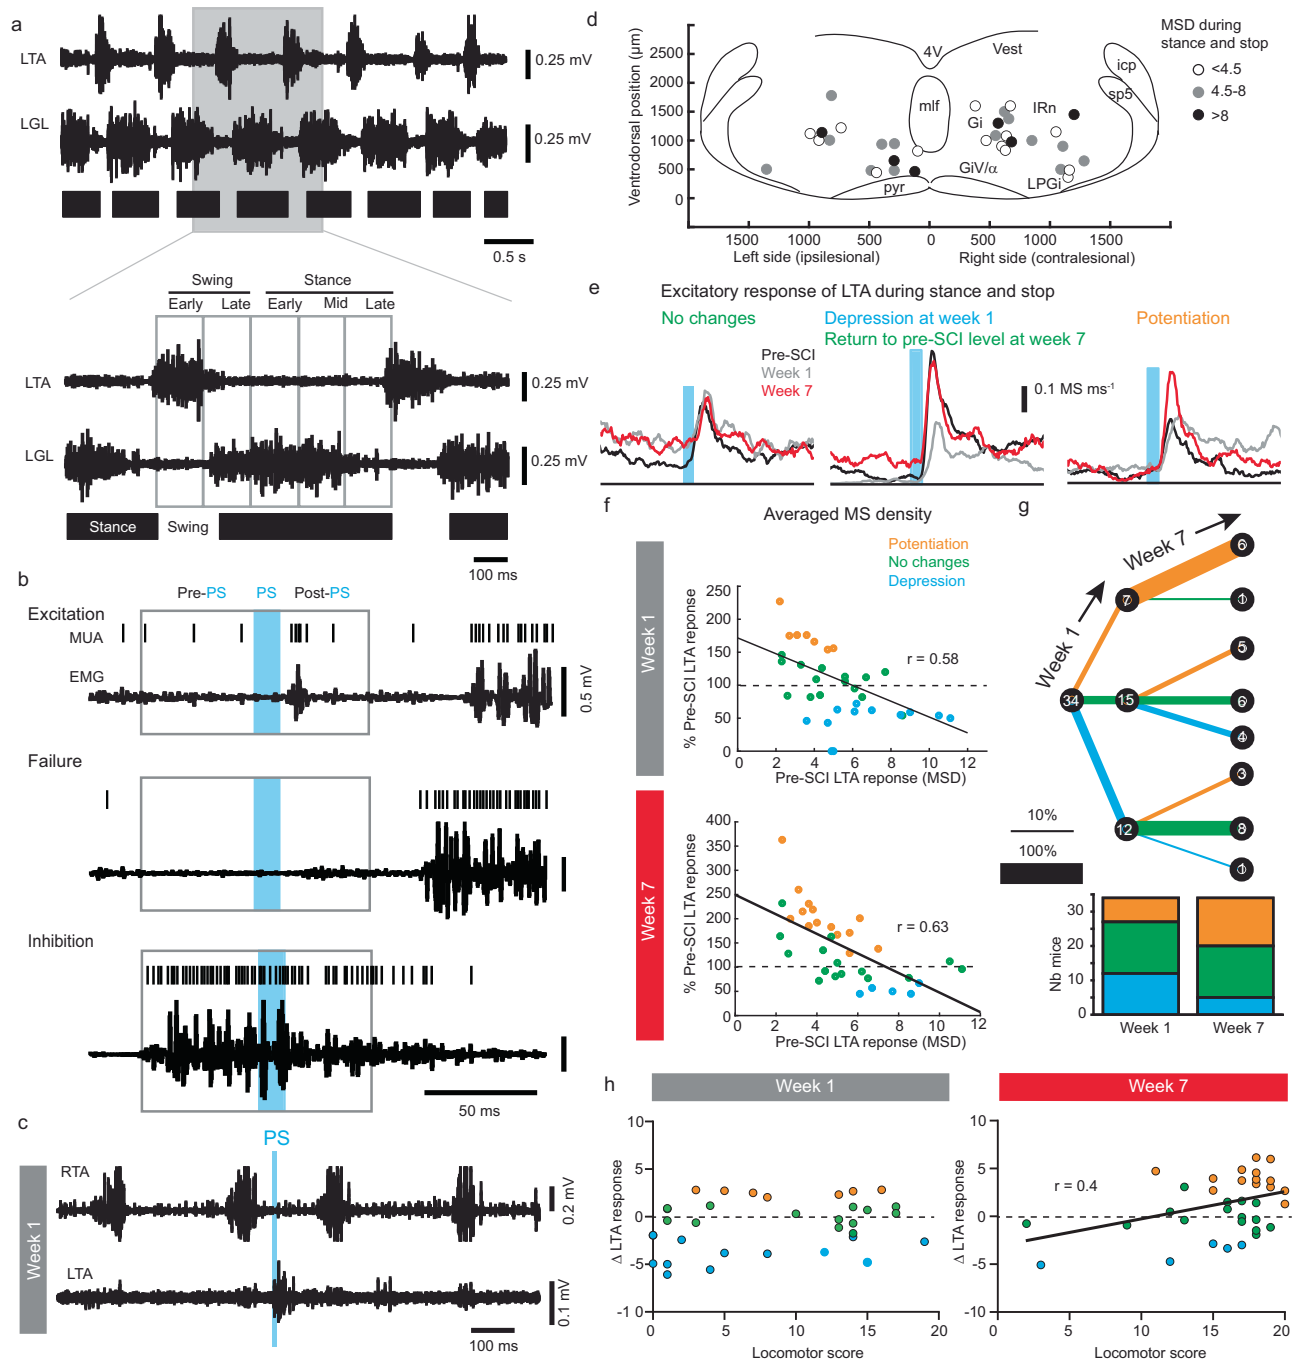 a
LTA
0.25 mV
LGL
0.25 mV
0.5 s
Swing
Stance
Early
Late
Early
Mid
Late
LTA
0.25 mV
LGL
0.25 mV
Stance
Swing
100 ms
b
Pre-PS
PS
Post-PS
Excitation
MUA
EMG
0.5 mV
Failure
Inhibition
50 ms
c
PS
Week 1
RTA
0.2 mV
LTA
0.1 mV
100 ms
d
MSD during
stance and stop
<4.5
4.5-8
>8
Ventrodorsal position (µm)
2500
2000
1500
1000
500
0
4V
Vest
icp
sp5
mlf
IRn
Gi
GiV/α
LPGi
pyr
1500 1000 500 0 500 1000 1500
Left side (ipsilesional)
Right side (contralesional)
e
Excitatory response of LTA during stance and stop
No changes
Depression at week 1
Return to pre-SCI level at week 7
Potentiation
Pre-SCI
Week 1
Week 7
0.1 MS ms-1
f
Averaged MS density
Potentiation
No changes
Depression
Week 1
% Pre-SCI LTA reponse
250
200
150
100
50
0
r = 0.58
0 2 4 6 8 10 12
Pre-SCI LTA reponse (MSD)
Week 7
% Pre-SCI LTA reponse
400
350
300
250
200
150
100
50
0
r = 0.63
0 2 4 6 8 10 12
Pre-SCI LTA reponse (MSD)
g
Week 1
Week 7
34
7
15
12
6
1
5
6
4
3
8
1
10%
100%
Nb mice
30
20
10
0
Week 1
Week 7
h
Week 1
Δ LTA response
10
5
0
-5
-1 0
0 5 10 15 20
Locomotor score
Week 7
Δ LTA response
10
5
0
-5
-10
r = 0.4
0 5 10 15 20
Locomotor score